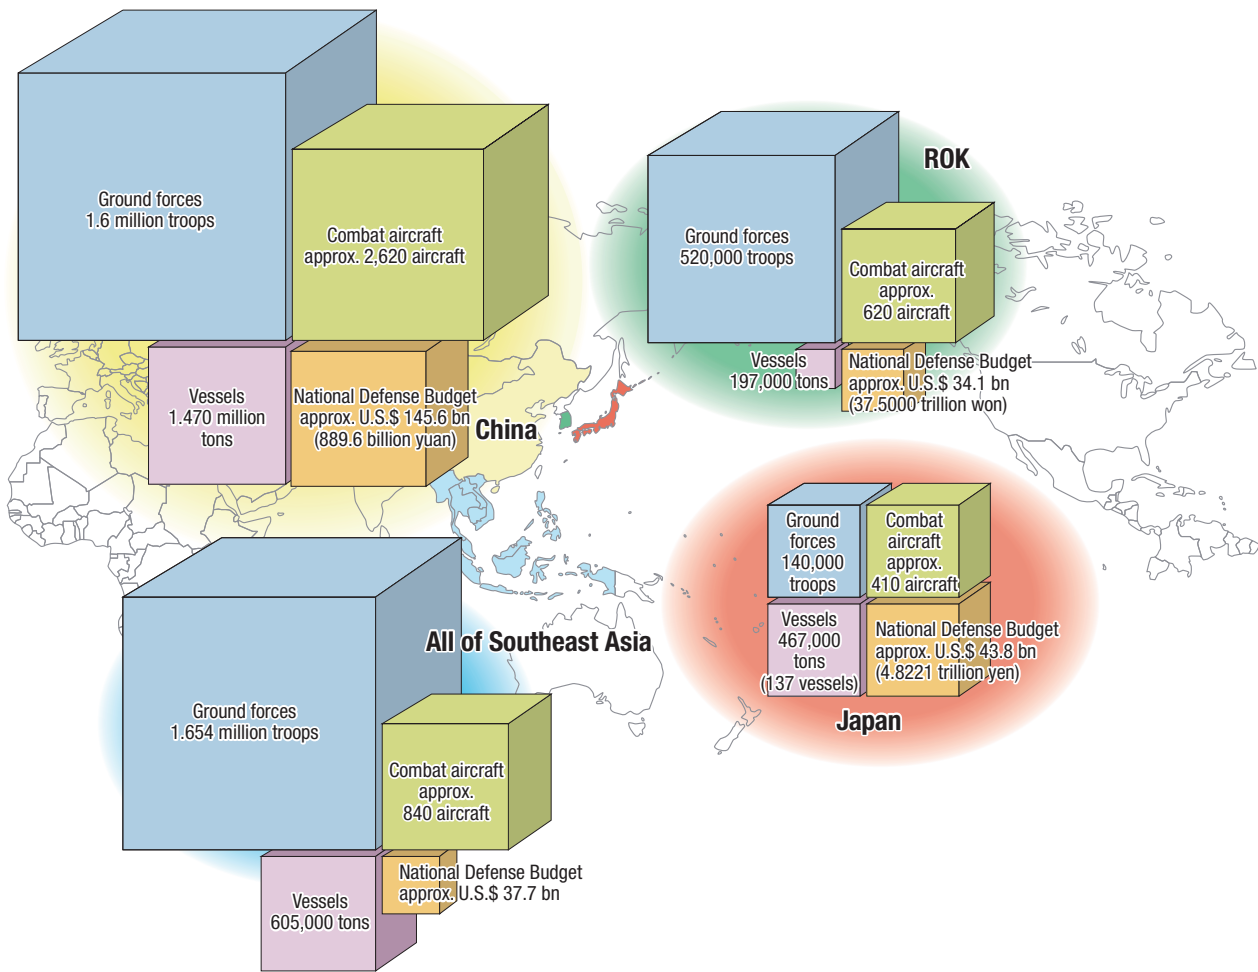 Ground forces
1.6 million troops
Combat aircraft
approx. 2,620 aircraft
Vessels
1.470 million
tons
National Defense Budget
approx. U.S.$ 145.6 bn
(889.6 billion yuan)
China
ROK
Ground forces
520,000 troops
Combat aircraft
approx.
620 aircraft
Vessels
197,000 tons
National Defense Budget
approx. U.S.$ 34.1 bn
(37.5000 trillion won)
Ground
forces
140,000
troops
Combat
aircraft
approx.
410 aircraft
Vessels
467,000
tons
(137 vessels)
National Defense Budget
approx. U.S.$ 43.8 bn
(4.8221 trillion yen)
Japan
All of Southeast Asia
Ground forces
1.654 million troops
Combat aircraft
approx.
840 aircraft
Vessels
605,000 tons
National Defense Budget
approx. U.S.$ 37.7 bn